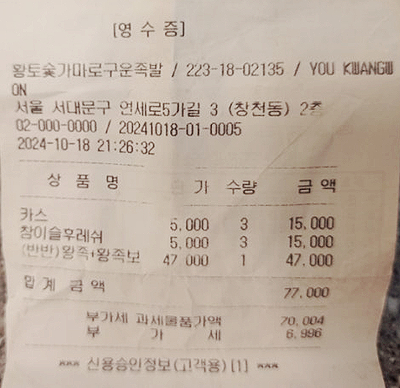 [영 수 증]
황토숯가마로구운족발 / 223-18-02135 / YOU KWANGW
ON
서울 서대문구 연세로5가길 3 (창천동) 2층
02-000-0000 / 20241018-01-0005
2024-10-18 21:26:32
상 품 명 단 가 수량 금 액
카스 5,000 3 15,000
참이슬후레쉬 5,000 3 15,000
(반반)왕족+황족보 47,000 1 47,000
합 계 금 액 77,000
부가세 과세물품가액 70,004
부 가 세 6,996
*** 신용승인정보(고객용)[1] ***